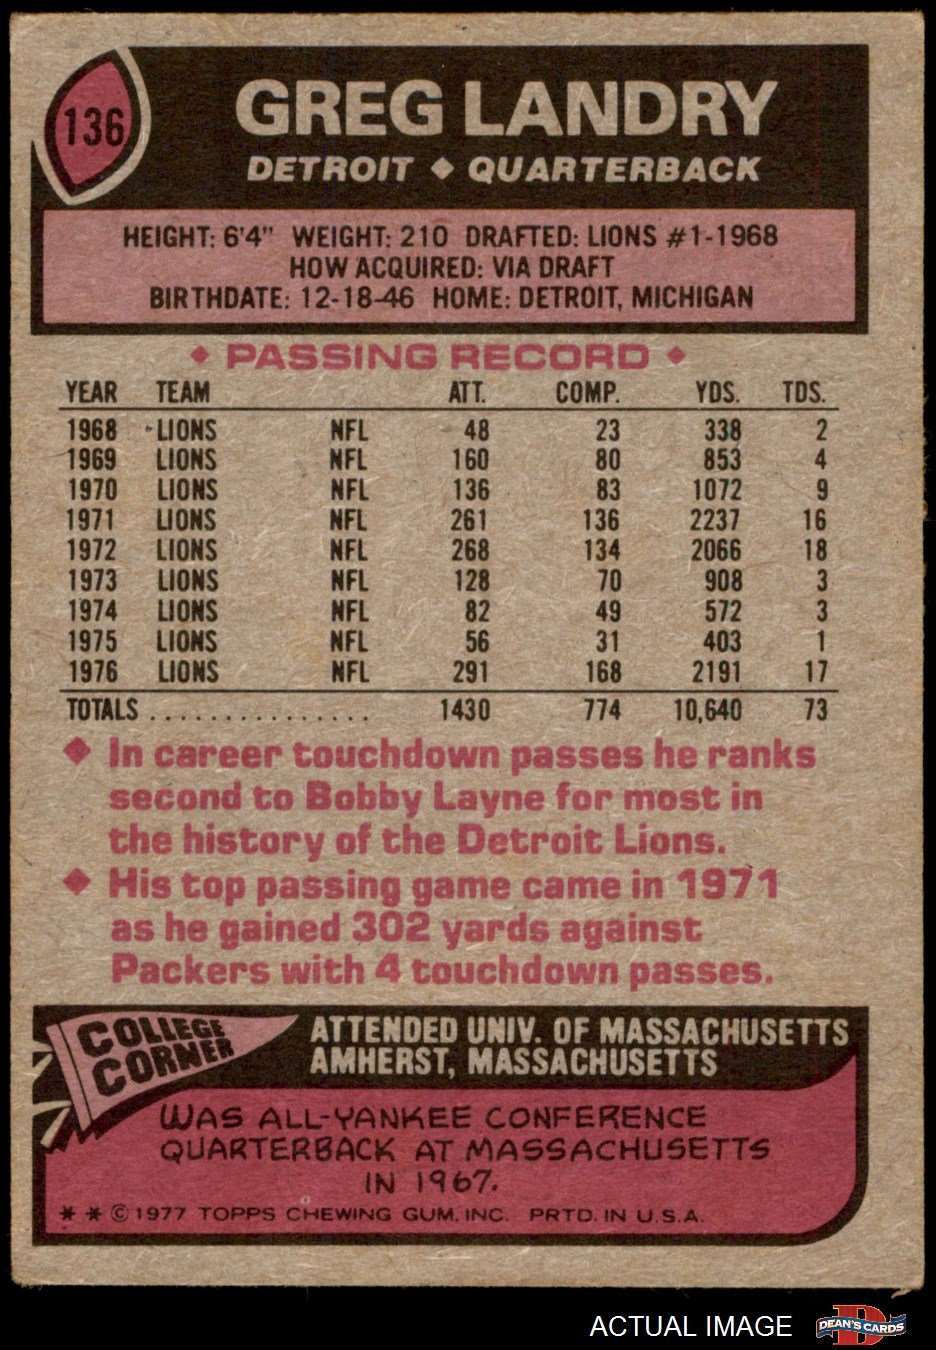 136
GREG LANDRY
DETROIT ◆ QUARTERBACK
HEIGHT: 6'4" WEIGHT: 210 DRAFTED: LIONS #1-1968
HOW ACQUIRED: VIA DRAFT
BIRTHDATE: 12-18-46 HOME: DETROIT, MICHIGAN
◆ PASSING RECORD ◆
YEAR TEAM ATT. COMP. YDS. TDS.
1968 LIONS NFL 48 23 338 2
1969 LIONS NFL 160 80 853 4
1970 LIONS NFL 136 83 1072 9
1971 LIONS NFL 261 136 2237 16
1972 LIONS NFL 268 134 2066 18
1973 LIONS NFL 128 70 908 3
1974 LIONS NFL 82 49 572 3
1975 LIONS NFL 56 31 403 1
1976 LIONS NFL 291 168 2191 17
TOTALS . . . . . . . . . . . . . . . 1430 774 10,640 73
◆ In career touchdown passes he ranks
second to Bobby Layne for most in
the history of the Detroit Lions.
◆ His top passing game came in 1971
as he gained 302 yards against
Packers with 4 touchdown passes.
COLLEGE
CORNER
ATTENDED UNIV. OF MASSACHUSETTS
AMHERST, MASSACHUSETTS
WAS ALL-YANKEE CONFERENCE
QUARTERBACK AT MASSACHUSETTS
IN 1967.
* * © 1977 TOPPS CHEWING GUM, INC. PRTD. IN U.S.A.
ACTUAL IMAGE
D
DEAN'S CARDS